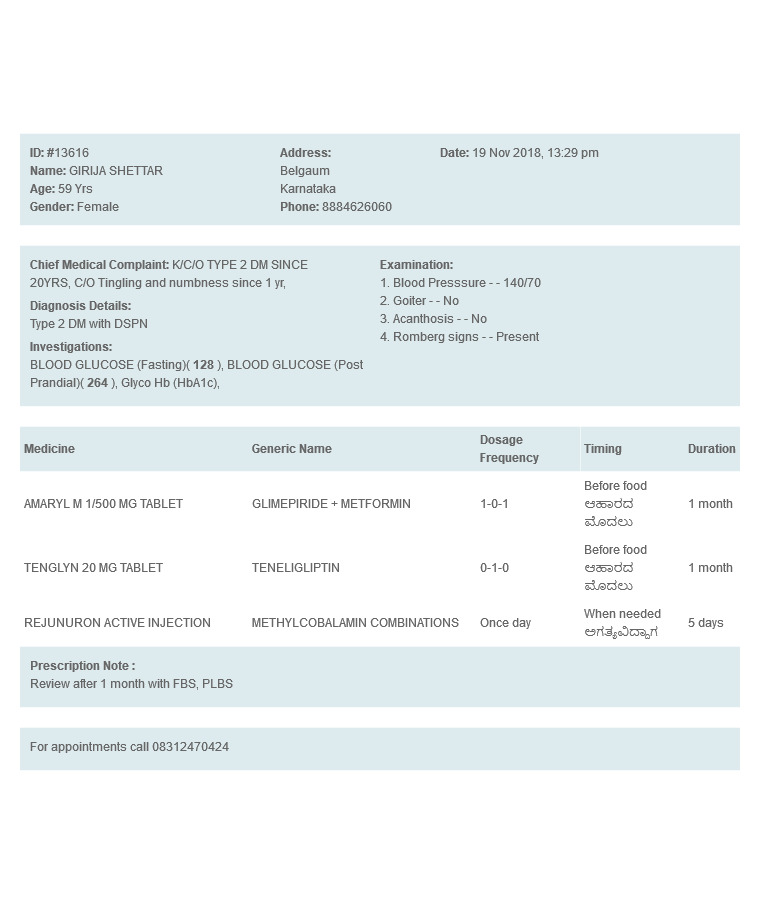 ID: #13616
Name: GIRIJA SHETTAR
Age: 59 Yrs
Gender: Female
Address:
Belgaum
Karnataka
Phone: 8884626060
Date: 19 Nov 2018, 13:29 pm
Chief Medical Complaint: K/C/O TYPE 2 DM SINCE
20YRS, C/O Tingling and numbness since 1 yr,
Diagnosis Details:
Type 2 DM with DSPN
Investigations:
BLOOD GLUCOSE (Fasting)( 128 ), BLOOD GLUCOSE (Post
Prandial)( 264 ), Glyco Hb (HbA1c),
Examination:
1. Blood Presssure - - 140/70
2. Goiter - - No
3. Acanthosis - - No
4. Romberg signs - - Present
Medicine Generic Name Dosage Frequency Timing Duration
AMARYL M 1/500 MG TABLET GLIMEPIRIDE + METFORMIN 1-0-1 Before food ಆಹಾರದ ಮೊದಲು 1 month
TENGLYN 20 MG TABLET TENELIGLIPTIN 0-1-0 Before food ಆಹಾರದ ಮೊದಲು 1 month
REJUNURON ACTIVE INJECTION METHYLCOBALAMIN COMBINATIONS Once day When needed ಅಗತ್ಯವಿದ್ದಾಗ 5 days
Prescription Note :
Review after 1 month with FBS, PLBS
For appointments call 08312470424